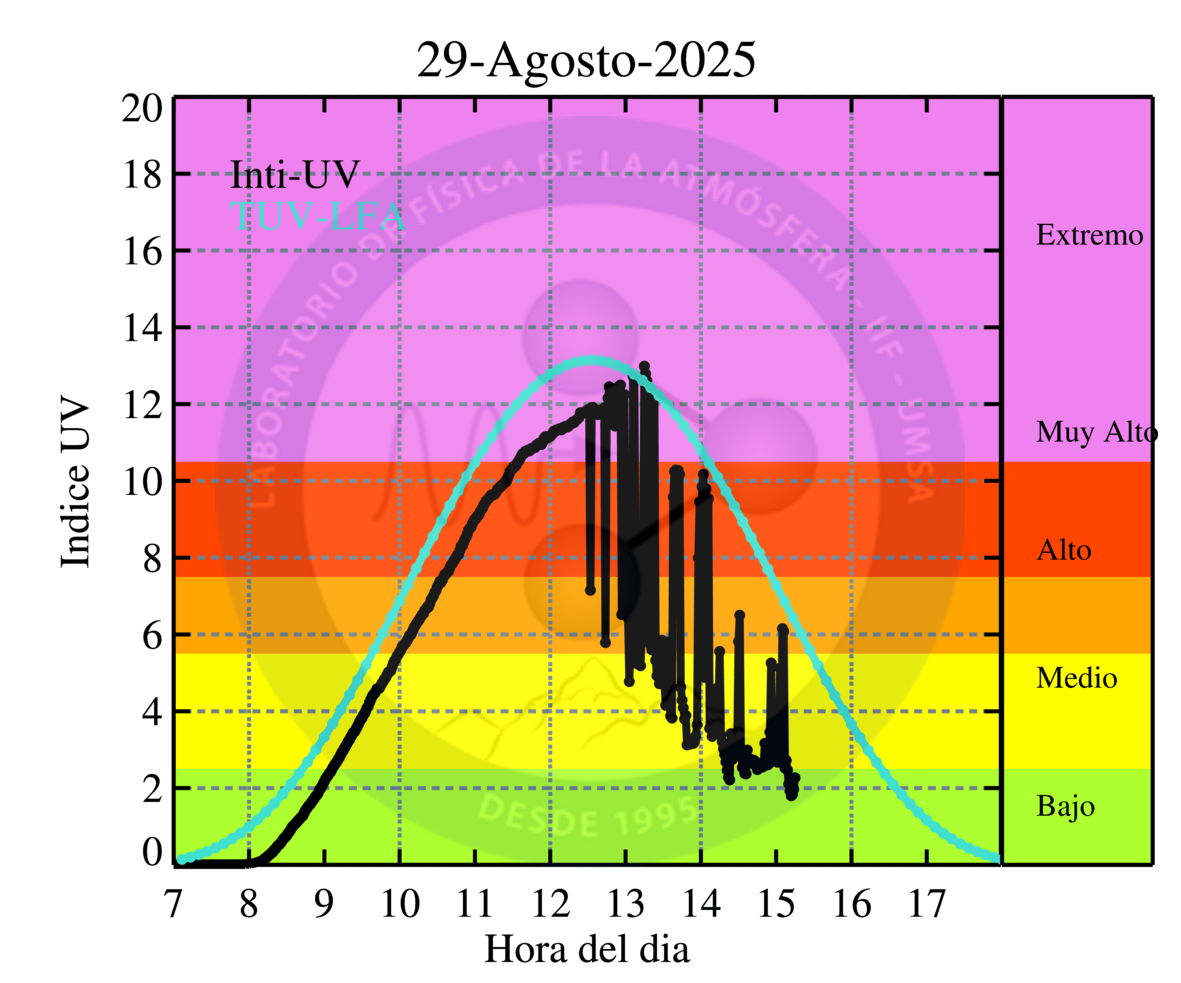 29-Agosto-2025
20
18
16
14
12
10
8
6
4
2
0
Indice UV
Inti-UV
TUV-LFA
LABORATORIO DE FÍSICA DE LA ATMÓSFERA - IIF - UMSA
DESDE 1995
Extremo
Muy Alto
Alto
Medio
Bajo
7 8 9 10 11 12 13 14 15 16 17
Hora del dia